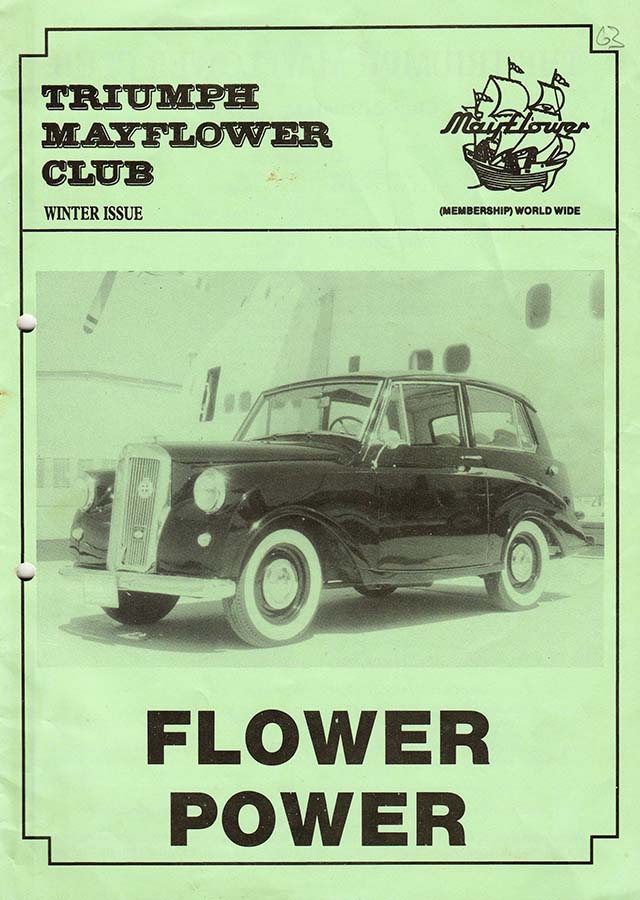 63
TRIUMPH
MAYFLOWER
CLUB
WINTER ISSUE
Mayflower
(MEMBERSHIP) WORLD WIDE
FLOWER
POWER